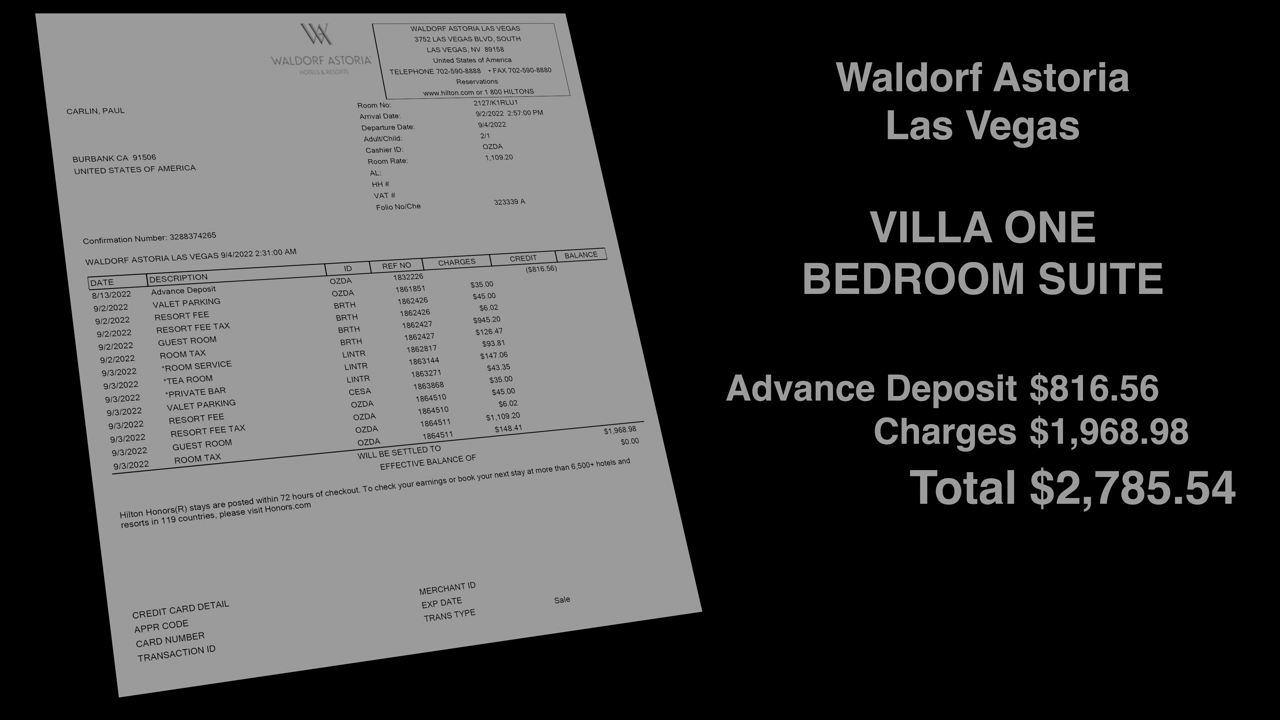 WALDORF ASTORIA
HOTELS & RESORTS
WALDORF ASTORIA LAS VEGAS
3752 LAS VEGAS BLVD, SOUTH
LAS VEGAS, NV 89158
United States of America
TELEPHONE 702-590-8888 • FAX 702-590-8880
Reservations
www.hilton.com or 1 800 HILTONS
CARLIN, PAUL
BURBANK CA 91506
UNITED STATES OF AMERICA
Room No: 2127/K1RLU1
Arrival Date: 9/2/2022 2:57:00 PM
Departure Date: 9/4/2022
Adult/Child: 2/1
Cashier ID: OZDA
Room Rate: 1,109.20
AL:
HH #
VAT #
Folio No/Che 323339 A
Confirmation Number: 3288374265
WALDORF ASTORIA LAS VEGAS 9/4/2022 2:31:00 AM
DATE DESCRIPTION ID REF NO CHARGES CREDIT BALANCE
8/13/2022 Advance Deposit OZDA 1832226 ($816.56)
9/2/2022 VALET PARKING OZDA 1861851 $35.00
9/2/2022 RESORT FEE BRTH 1862426 $45.00
9/2/2022 RESORT FEE TAX BRTH 1862426 $6.02
9/2/2022 GUEST ROOM BRTH 1862427 $945.20
9/2/2022 ROOM TAX BRTH 1862427 $126.47
9/3/2022 *ROOM SERVICE LINTR 1862817 $93.81
9/3/2022 *TEA ROOM LINTR 1863144 $147.06
9/3/2022 *PRIVATE BAR LINTR 1863271 $43.35
9/3/2022 VALET PARKING CESA 1863868 $35.00
9/3/2022 RESORT FEE OZDA 1864510 $45.00
9/3/2022 RESORT FEE TAX OZDA 1864510 $6.02
9/3/2022 GUEST ROOM OZDA 1864511 $1,109.20
9/3/2022 ROOM TAX OZDA 1864511 $148.41
WILL BE SETTLED TO $1,968.98
EFFECTIVE BALANCE OF $0.00
Hilton Honors(R) stays are posted within 72 hours of checkout. To check your earnings or book your next stay at more than 6,500+ hotels and
resorts in 119 countries, please visit Honors.com
CREDIT CARD DETAIL
APPR CODE
CARD NUMBER
TRANSACTION ID
MERCHANT ID
EXP DATE
TRANS TYPE Sale
Waldorf Astoria
Las Vegas
VILLA ONE
BEDROOM SUITE
Advance Deposit $816.56
Charges $1,968.98
Total $2,785.54